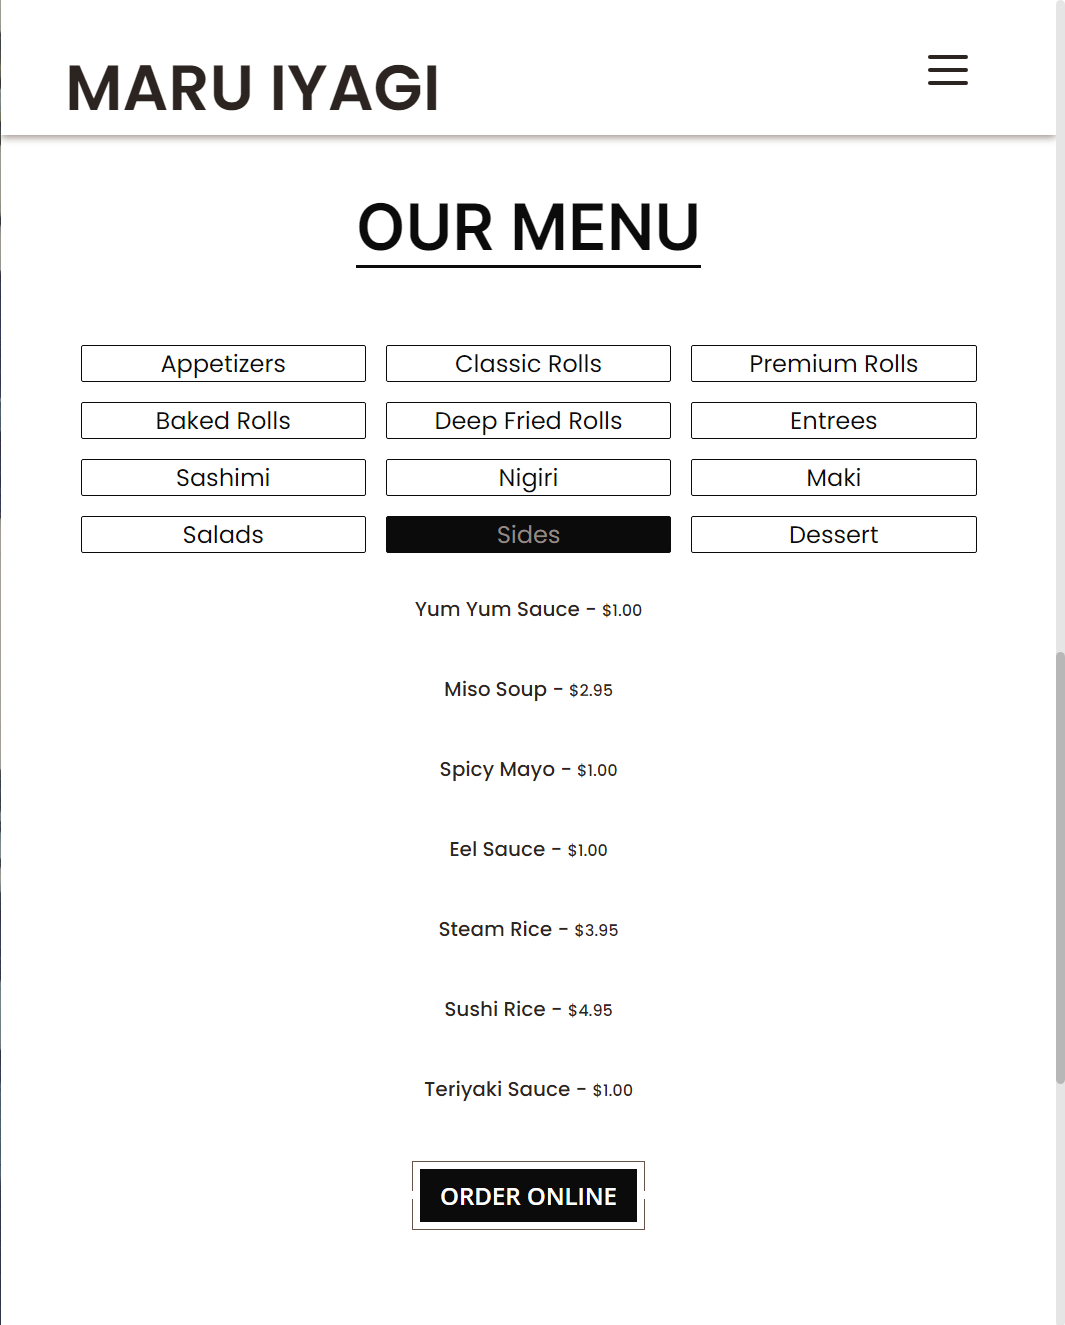 MARU IYAGI
OUR MENU
Appetizers
Classic Rolls
Premium Rolls
Baked Rolls
Deep Fried Rolls
Entrees
Sashimi
Nigiri
Maki
Salads
Sides
Dessert
Yum Yum Sauce - $1.00
Miso Soup - $2.95
Spicy Mayo - $1.00
Eel Sauce - $1.00
Steam Rice - $3.95
Sushi Rice - $4.95
Teriyaki Sauce - $1.00
ORDER ONLINE